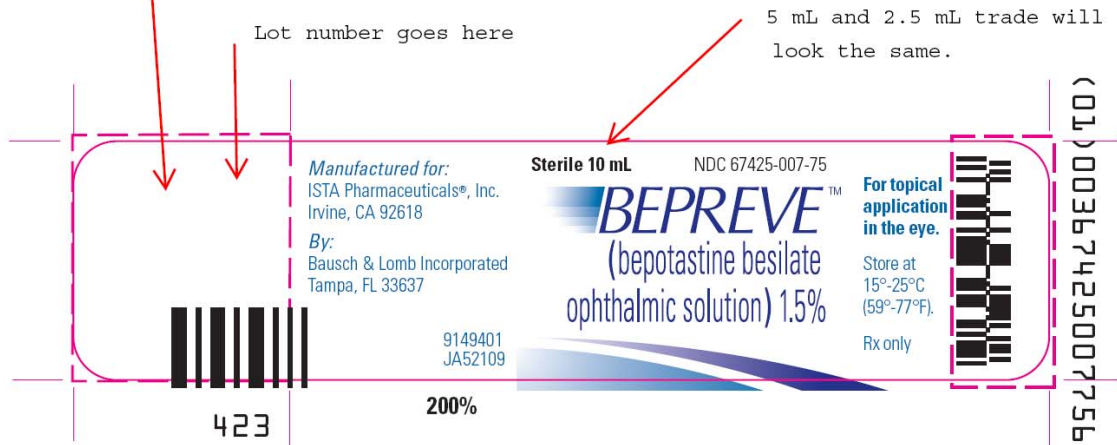 Lot number goes here
5 mL and 2.5 mL trade will
look the same.
Manufactured for:
ISTA Pharmaceuticals®, Inc.
Irvine, CA 92618
By:
Bausch & Lomb Incorporated
Tampa, FL 33637
9149401
JA52109
Sterile 10 mL NDC 67425-007-75
BEPREVE™
(bepotastine besilate
ophthalmic solution) 1.5%
For topical
application
in the eye.
Store at
15°-25°C
(59°-77°F).
Rx only
(01)00367425007756
423
200%